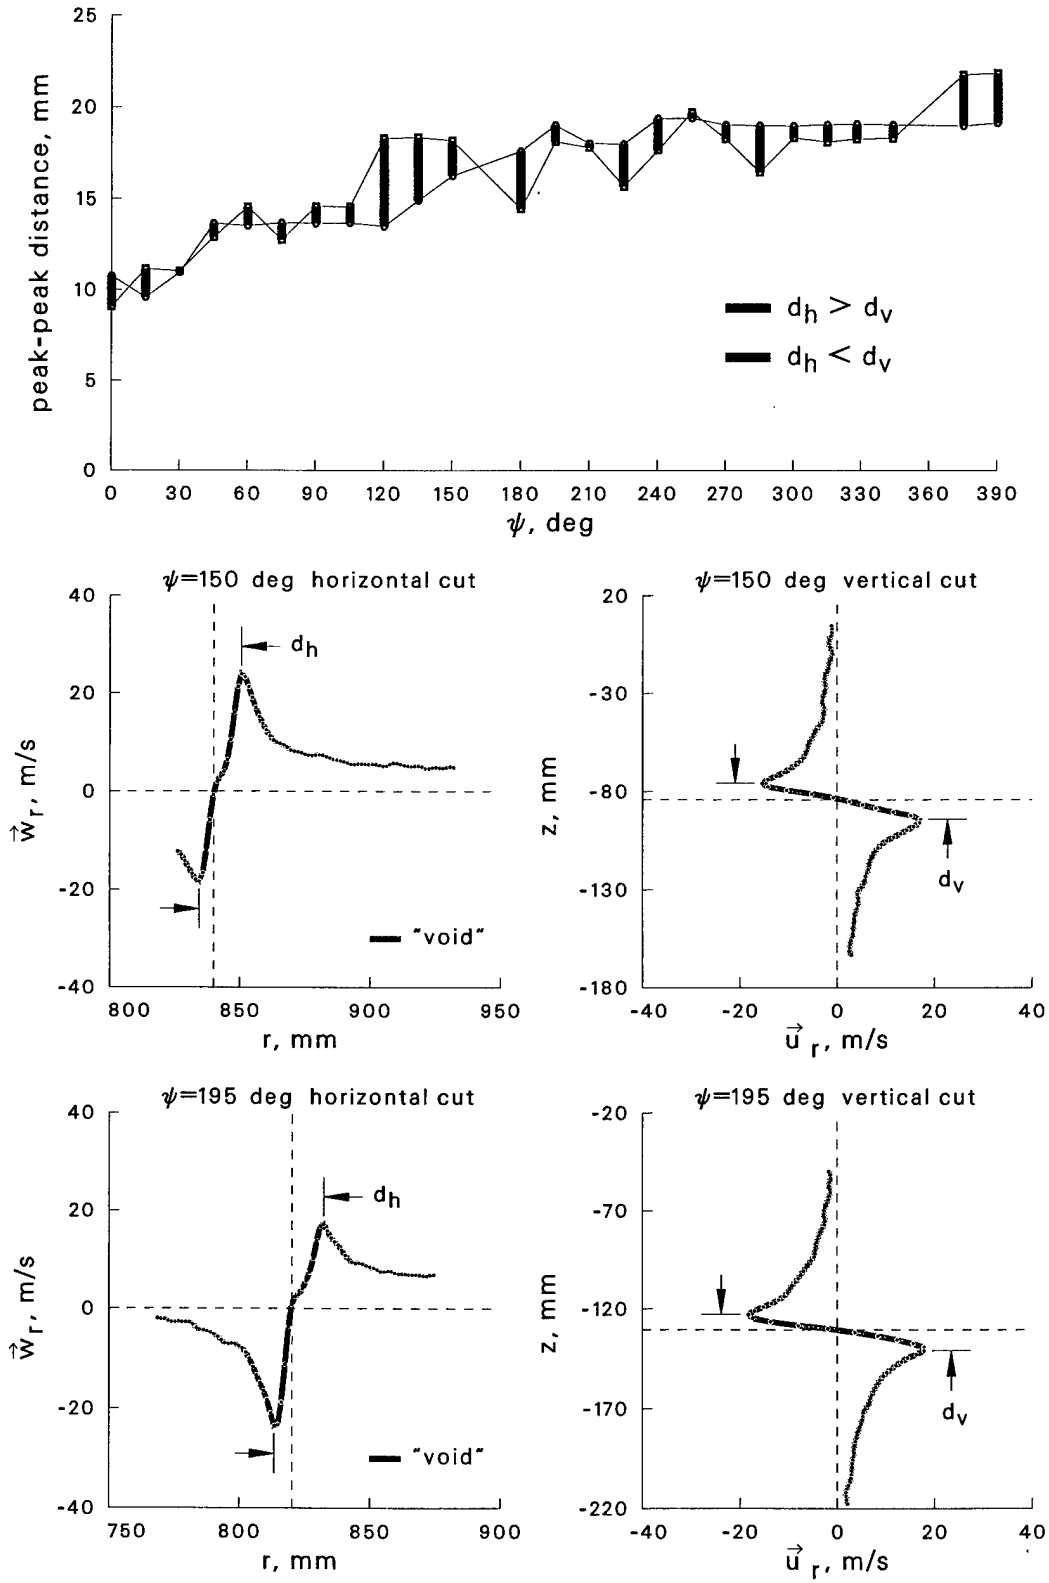 25
20
15
10
5
0
peak-peak distance, mm
d_h > d_v
d_h < d_v
0 30 60 90 120 150 180 210 240 270 300 330 360 390
ψ, deg
ψ=150 deg horizontal cut
40
20
0
-20
-40
w⃗_r, m/s
d_h
"void"
800 850 900 950
r, mm
ψ=150 deg vertical cut
20
-30
-80
-130
-180
z, mm
d_v
-40 -20 0 20 40
u⃗_r, m/s
ψ=195 deg horizontal cut
40
20
0
-20
-40
w⃗_r, m/s
d_h
"void"
750 800 850 900
r, mm
ψ=195 deg vertical cut
-20
-70
-120
-170
-220
z, mm
d_v
-40 -20 0 20 40
u⃗_r, m/s